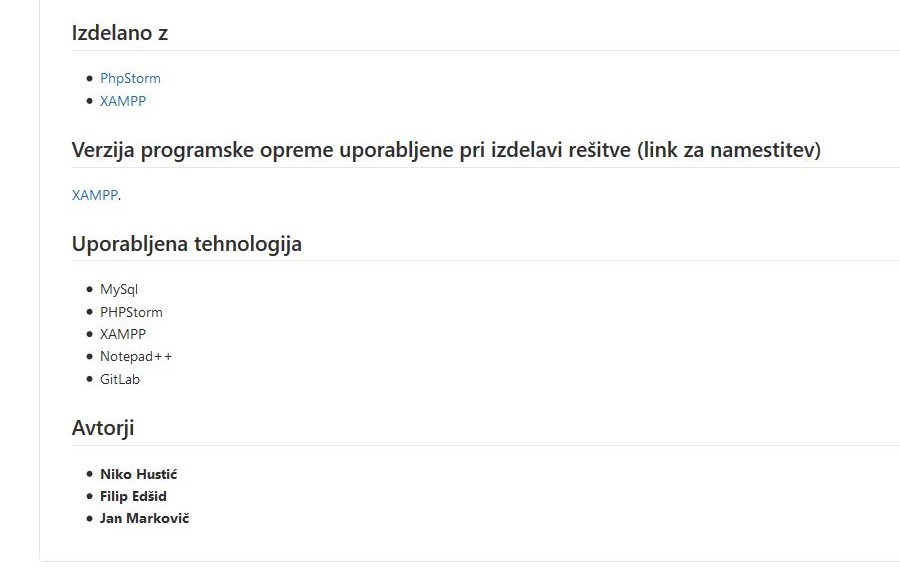 Izdelano z
PhpStorm
XAMPP
Verzija programske opreme uporabljene pri izdelavi rešitve (link za namestitev)
XAMPP.
Uporabljena tehnologija
MySql
PHPStorm
XAMPP
Notepad++
GitLab
Avtorji
Niko Hustić
Filip Edšid
Jan Markovič